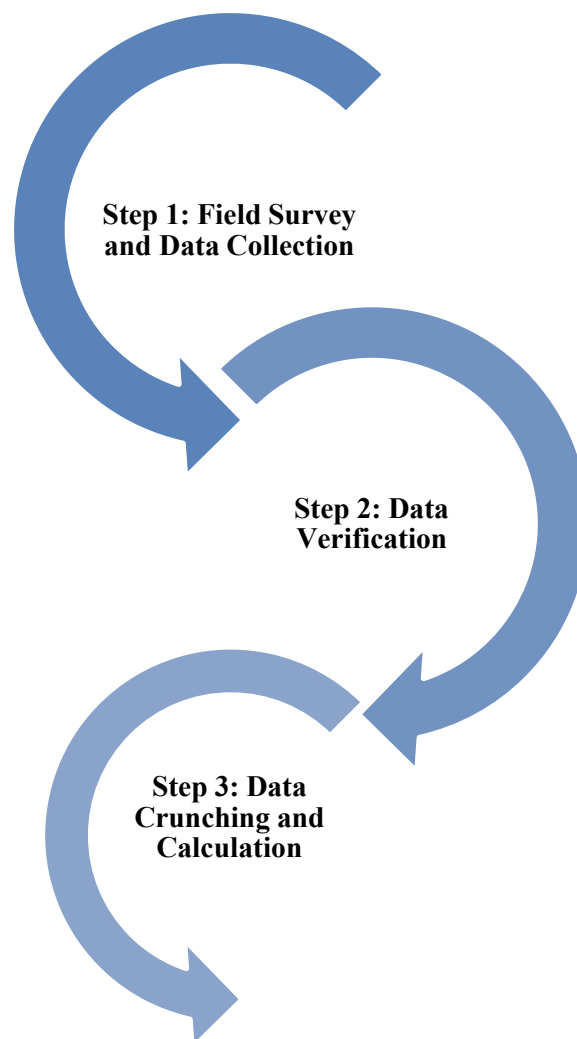 Step 1: Field Survey
and Data Collection
Step 2: Data
Verification
Step 3: Data
Crunching and
Calculation